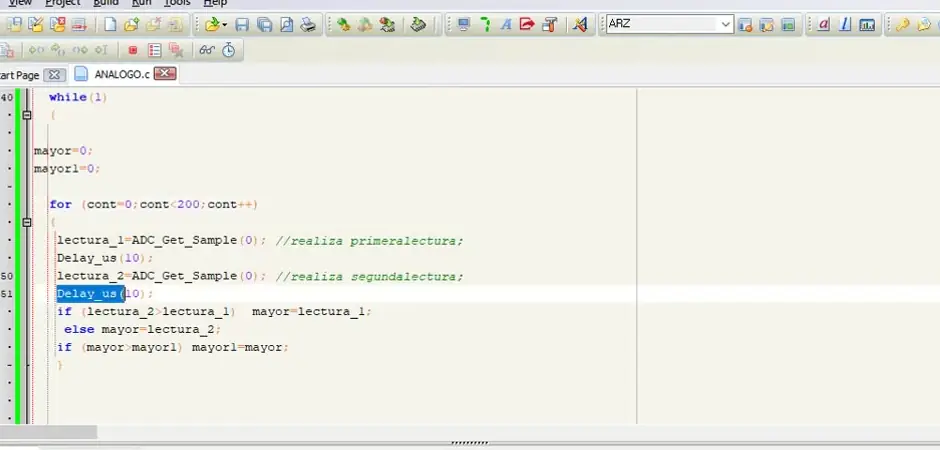 View Project Build Run Tools Help
ARZ
Start Page ANALOGO.c
40 while(1)
{
mayor=0;
mayor1=0;
for (cont=0;cont<200;cont++)
{
lectura_1=ADC_Get_Sample(0); //realiza primeralectura;
Delay_us(10);
50 lectura_2=ADC_Get_Sample(0); //realiza segundalectura;
51 Delay_us(10);
if (lectura_2>lectura_1) mayor=lectura_1;
else mayor=lectura_2;
if (mayor>mayor1) mayor1=mayor;
}